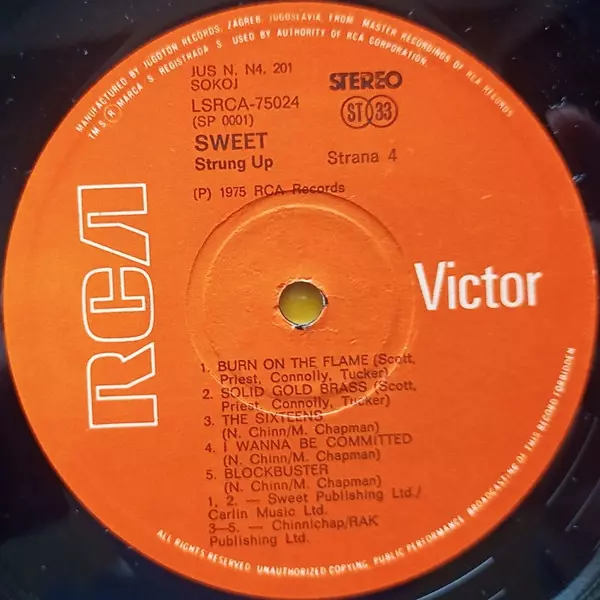 MANUFACTURED BY JUGOTON RECORDS, ZAGREB, JUGOSLAVIA, FROM MASTER RECORDINGS OF RCA RECORDS
TM S ® MARCA S REGISTRADA S USED BY AUTHORITY OF RCA CORPORATION.
JUS N. N4. 201
SOKOJ
STEREO
LSRCA-75024
(SP 0001)
ST 33
SWEET
Strung Up
Strana 4
(P) 1975 RCA Records
RCA
Victor
1. BURN ON THE FLAME (Scott,
Priest, Connolly, Tucker)
2. SOLID GOLD BRASS (Scott,
Priest, Connolly, Tucker)
3. THE SIXTEENS
(N. Chinn/M. Chapman)
4. I WANNA BE COMMITTED
(N. Chinn/M. Chapman)
5. BLOCKBUSTER
(N. Chinn/M. Chapman)
1, 2. — Sweet Publishing Ltd./
Carlin Music Ltd.
3—5. — Chinnichap/RAK
Publishing Ltd.
ALL RIGHTS RESERVED. UNAUTHORIZED COPYING, PUBLIC PERFORMANCE, BROADCASTING OF THIS RECORD FORBIDDEN